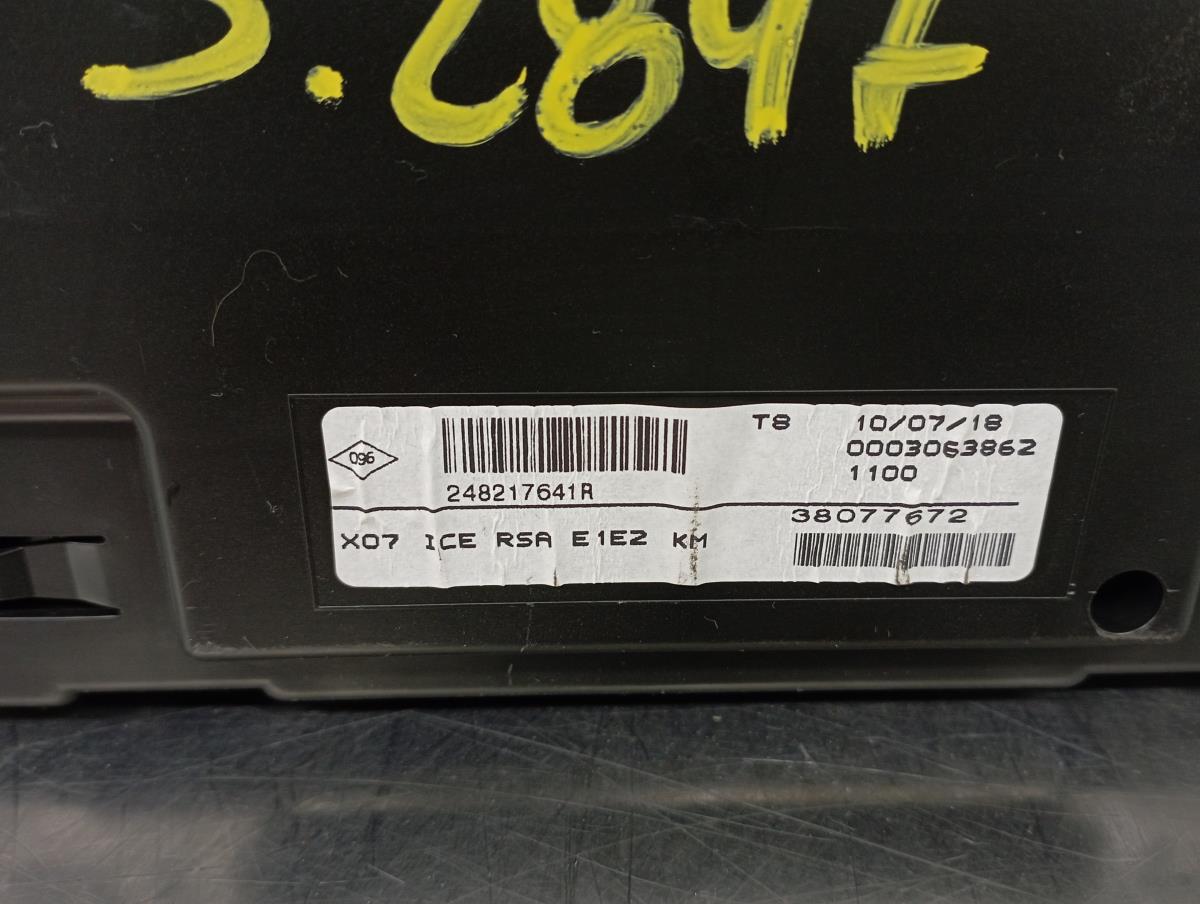 S.2847
T8 10/07/18
0003063862
1100
096
248217641R
38077672
X07 ICE RSA E1E2 KM